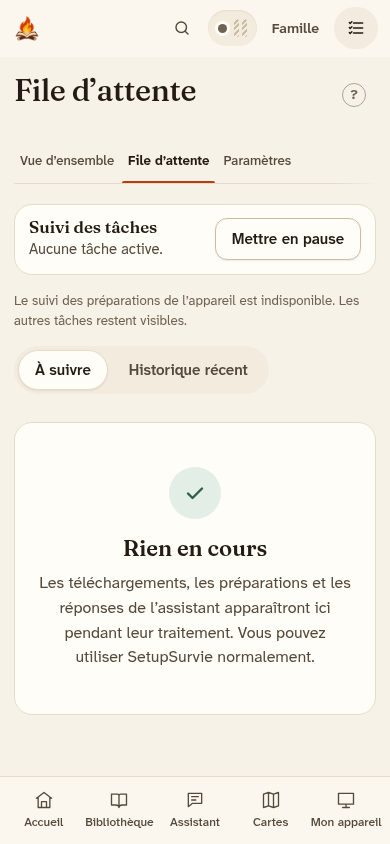 Famille
File d’attente
?
Vue d’ensemble File d’attente Paramètres
Suivi des tâches
Aucune tâche active.
Mettre en pause
Le suivi des préparations de l’appareil est indisponible. Les
autres tâches restent visibles.
À suivre Historique récent
Rien en cours
Les téléchargements, les préparations et les
réponses de l’assistant apparaîtront ici
pendant leur traitement. Vous pouvez
utiliser SetupSurvie normalement.
Accueil Bibliothèque Assistant Cartes Mon appareil